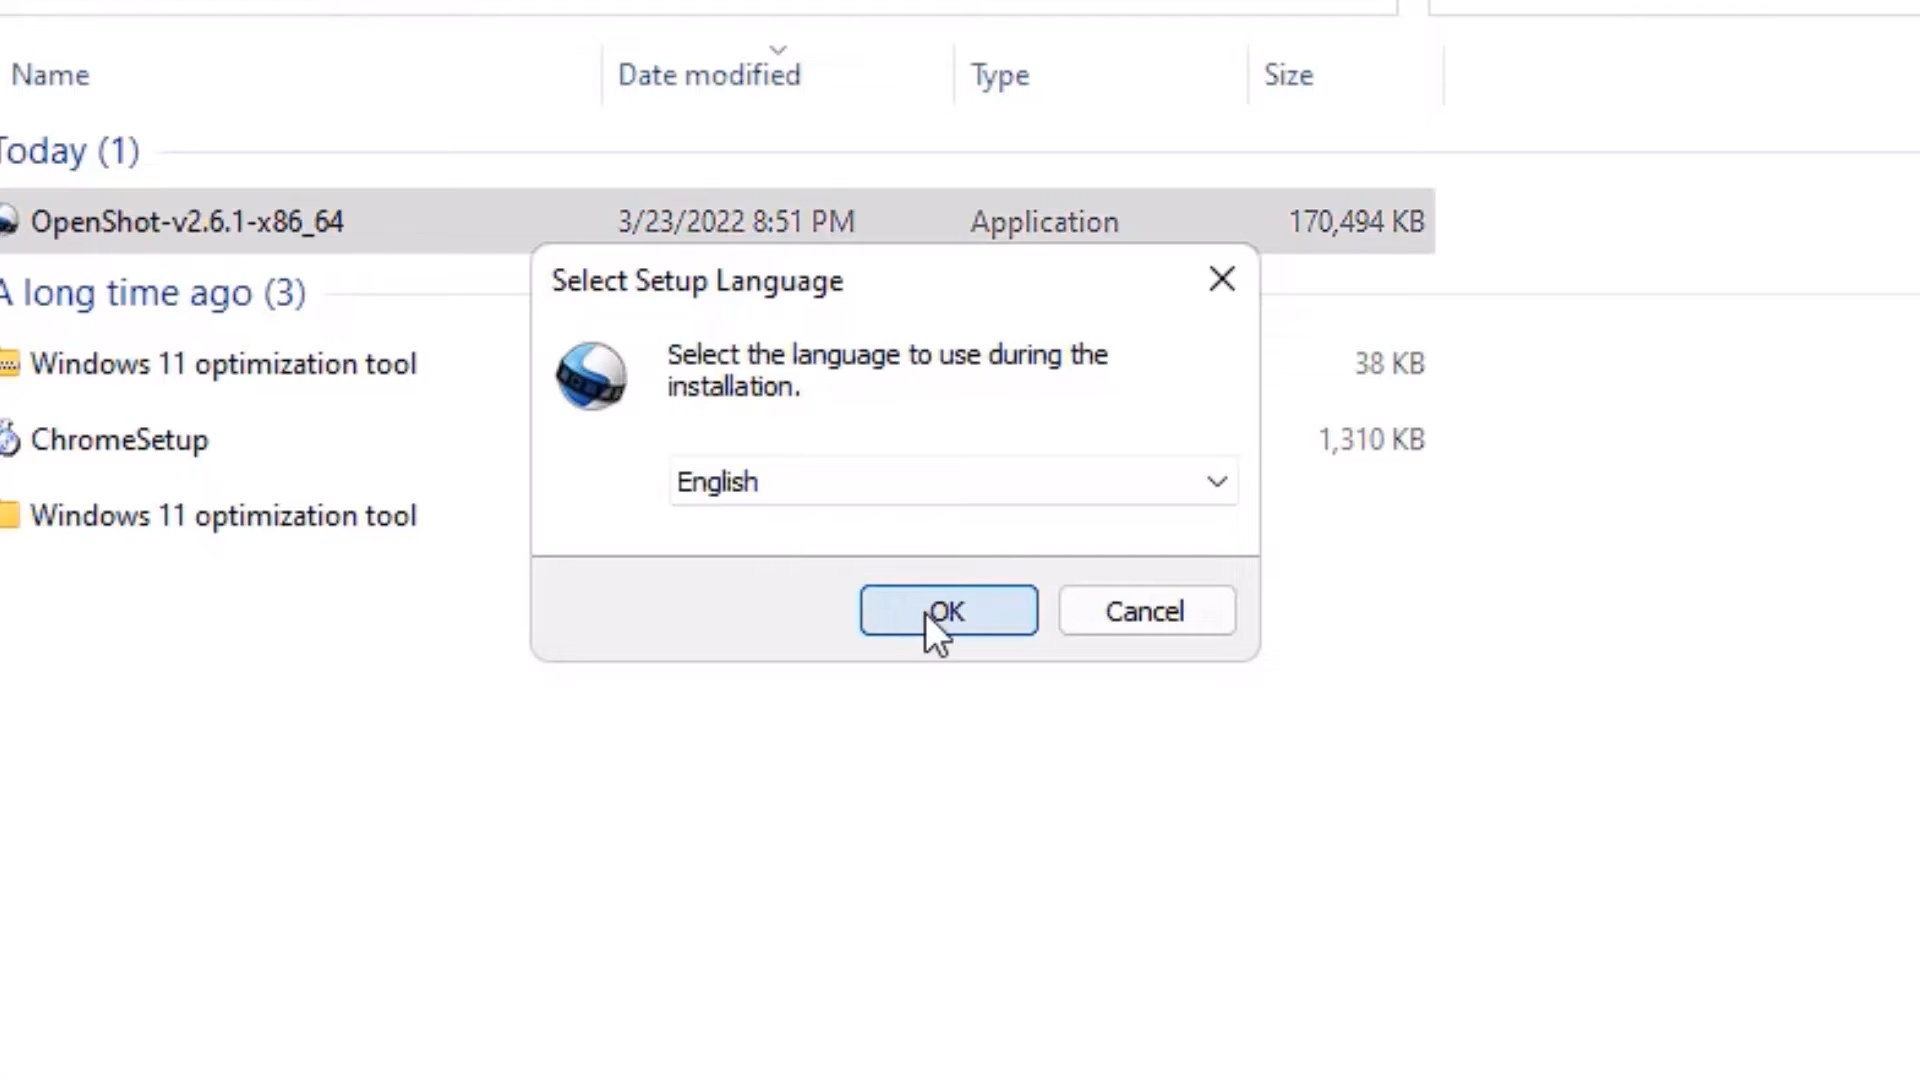 Name Date modified Type Size
Today (1)
OpenShot-v2.6.1-x86_64 3/23/2022 8:51 PM Application 170,494 KB
A long time ago (3)
Windows 11 optimization tool 38 KB
ChromeSetup 1,310 KB
Windows 11 optimization tool
Select Setup Language
Select the language to use during the
installation.
English
OK Cancel